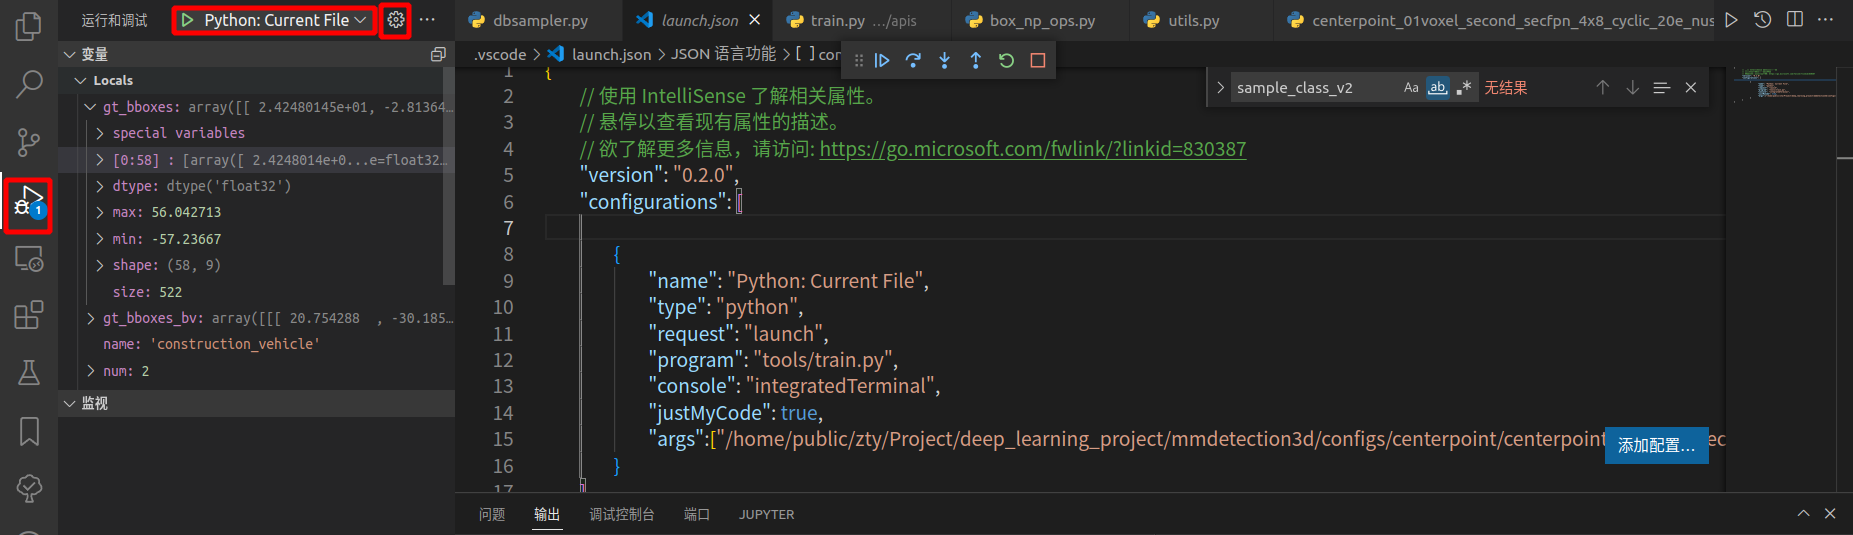 运行和调试
Python: Current File
变量
Locals
gt_bboxes: array([[ 2.42480145e+01, -2.81364…
special variables
[0:58] : [array([ 2.4248014e+0...e=float32…
dtype: dtype('float32')
max: 56.042713
min: -57.23667
shape: (58, 9)
size: 522
gt_bboxes_bv: array([[[ 20.754288  , -30.185…
name: 'construction_vehicle'
num: 2
监视
1
dbsampler.py
launch.json
train.py .../apis
box_np_ops.py
utils.py
centerpoint_01voxel_second_secfpn_4x8_cyclic_20e_nus
.vscode > launch.json > JSON 语言功能 > [ ] con
sample_class_v2
Aa
ab
无结果
1 {
2 // 使用 IntelliSense 了解相关属性。
3 // 悬停以查看现有属性的描述。
4 // 欲了解更多信息，请访问: https://go.microsoft.com/fwlink/?linkid=830387
5 "version": "0.2.0",
6 "configurations": [
7
8 {
9 "name": "Python: Current File",
10 "type": "python",
11 "request": "launch",
12 "program": "tools/train.py",
13 "console": "integratedTerminal",
14 "justMyCode": true,
15 "args":["/home/public/zty/Project/deep_learning_project/mmdetection3d/configs/centerpoint/centerpoint
16 }
17 ]
添加配置...
问题
输出
调试控制台
端口
JUPYTER